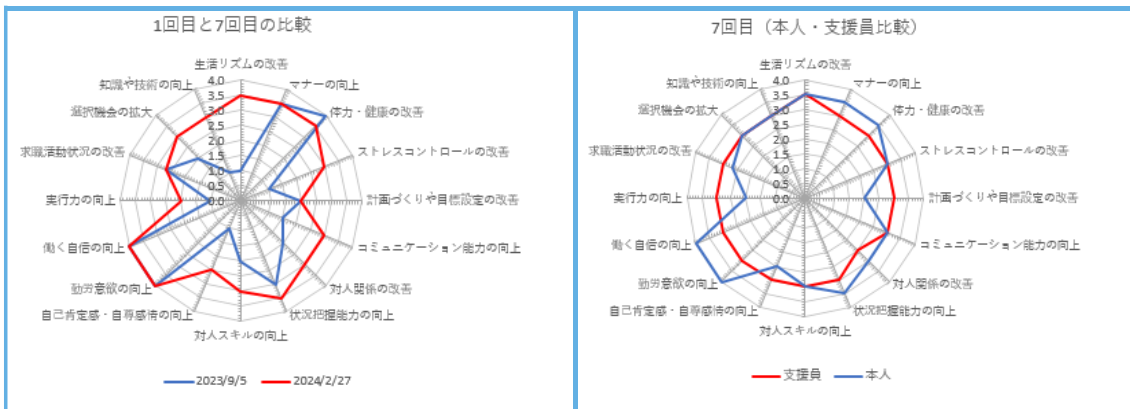 1回目と7回目の比較
生活リズムの改善
マナーの向上
体力・健康の改善
ストレスコントロールの改善
計画づくりや目標設定の改善
コミュニケーション能力の向上
対人関係の改善
状況把握能力の向上
対人スキルの向上
自己肯定感・自尊感情の向上
勤労意欲の向上
働く自信の向上
実行力の向上
求職活動状況の改善
選択機会の拡大
知識や技術の向上
4.0
3.5
3.0
2.5
2.0
1.5
1.0
0.5
0.0
2023/9/5 2024/2/27
7回目（本人・支援員比較）
生活リズムの改善
マナーの向上
体力・健康の改善
ストレスコントロールの改善
計画づくりや目標設定の改善
コミュニケーション能力の向上
対人関係の改善
状況把握能力の向上
対人スキルの向上
自己肯定感・自尊感情の向上
勤労意欲の向上
働く自信の向上
実行力の向上
求職活動状況の改善
選択機会の拡大
知識や技術の向上
4.0
3.5
3.0
2.5
2.0
1.5
1.0
0.5
0.0
支援員 本人